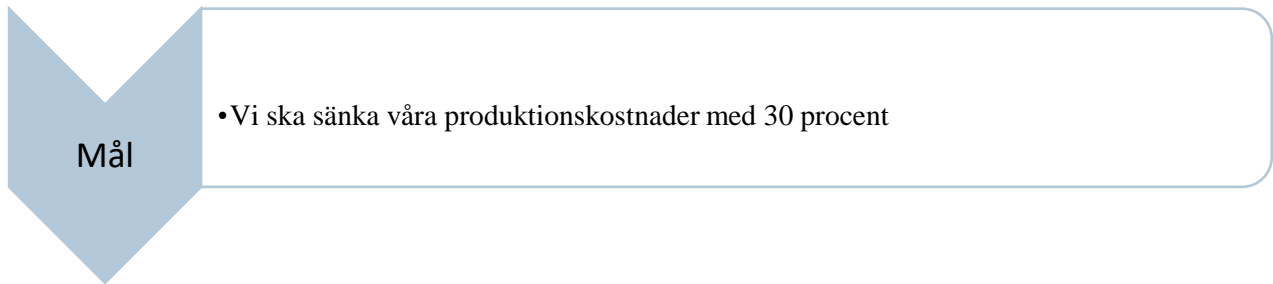 Mål
•Vi ska sänka våra produktionskostnader med 30 procent